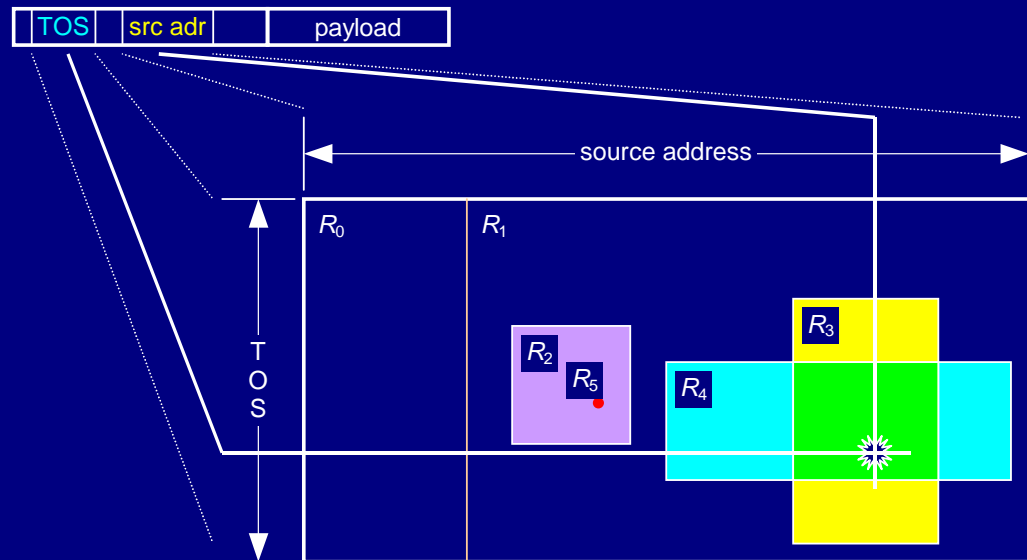 TOS src adr payload
source address
R0 R1
R3
R2
R5 R4
T
O
S